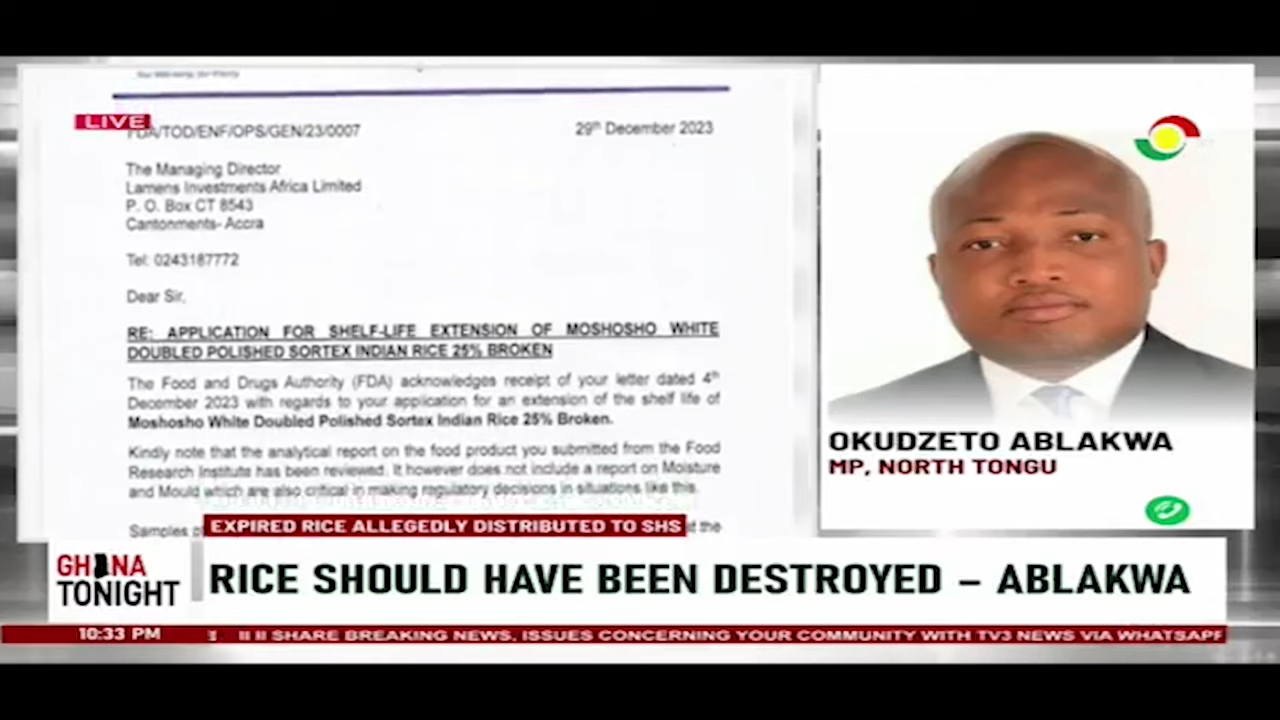 LIVE
FDA/TOD/ENF/OPS/GEN/23/0007
29th December 2023
The Managing Director
Lamens Investments Africa Limited
P. O. Box CT 8543
Cantonments- Accra
Tel: 0243187772
Dear Sir,
RE: APPLICATION FOR SHELF-LIFE EXTENSION OF MOSHOSHO WHITE
DOUBLED POLISHED SORTEX INDIAN RICE 25% BROKEN
The Food and Drugs Authority (FDA) acknowledges receipt of your letter dated 4th
December 2023 with regards to your application for an extension of the shelf life of
Moshosho White Doubled Polished Sortex Indian Rice 25% Broken.
Kindly note that the analytical report on the food product you submitted from the Food
Research Institute has been reviewed. It however does not include a report on Moisture
and Mould which are also critical in making regulatory decisions in situations like this.
Samples
the
OKUDZETO ABLAKWA
MP, NORTH TONGU
EXPIRED RICE ALLEGEDLY DISTRIBUTED TO SHS
GHANA
TONIGHT
RICE SHOULD HAVE BEEN DESTROYED – ABLAKWA
10:33 PM
SHARE BREAKING NEWS, ISSUES CONCERNING YOUR COMMUNITY WITH TV3 NEWS VIA WHATSAPP